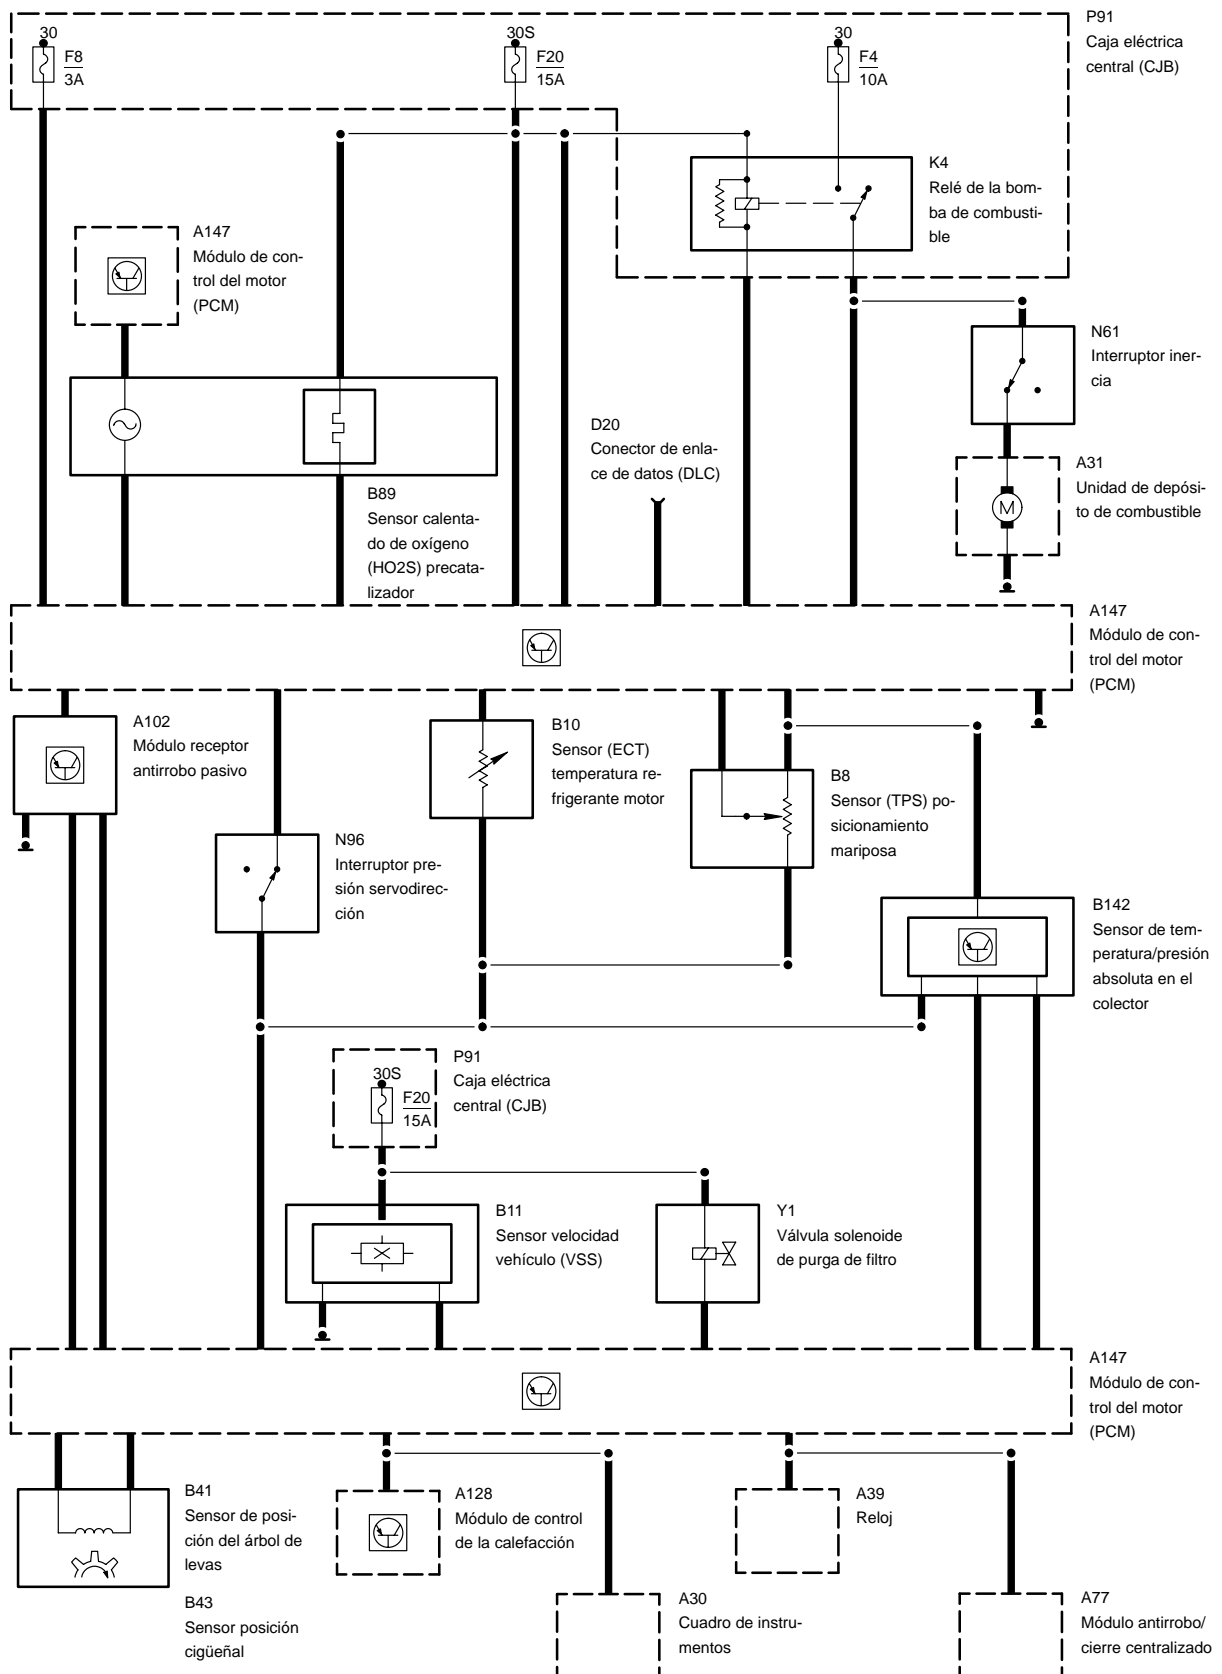 30
F8
3A
30S
F20
15A
30
F4
10A
P91
Caja eléctrica
central (CJB)
K4
Relé de la bom-
ba de combusti-
ble
A147
Módulo de con-
trol del motor
(PCM)
N61
Interruptor iner-
cia
D20
Conector de enla-
ce de datos (DLC)
A31
Unidad de depósi-
to de combustible
M
B89
Sensor calenta-
do de oxígeno
(HO2S) precata-
lizador
A147
Módulo de con-
trol del motor
(PCM)
A102
Módulo receptor
antirrobo pasivo
B10
Sensor (ECT)
temperatura re-
frigerante motor
B8
Sensor (TPS) po-
sicionamiento
mariposa
N96
Interruptor pre-
sión servodirec-
ción
B142
Sensor de tem-
peratura/presión
absoluta en el
colector
30S
F20
15A
P91
Caja eléctrica
central (CJB)
B11
Sensor velocidad
vehículo (VSS)
Y1
Válvula solenoide
de purga de filtro
A147
Módulo de con-
trol del motor
(PCM)
B41
Sensor de posi-
ción del árbol de
levas
B43
Sensor posición
cigüeñal
A128
Módulo de control
de la calefacción
A39
Reloj
A30
Cuadro de instru-
mentos
A77
Módulo antirrobo/
cierre centralizado